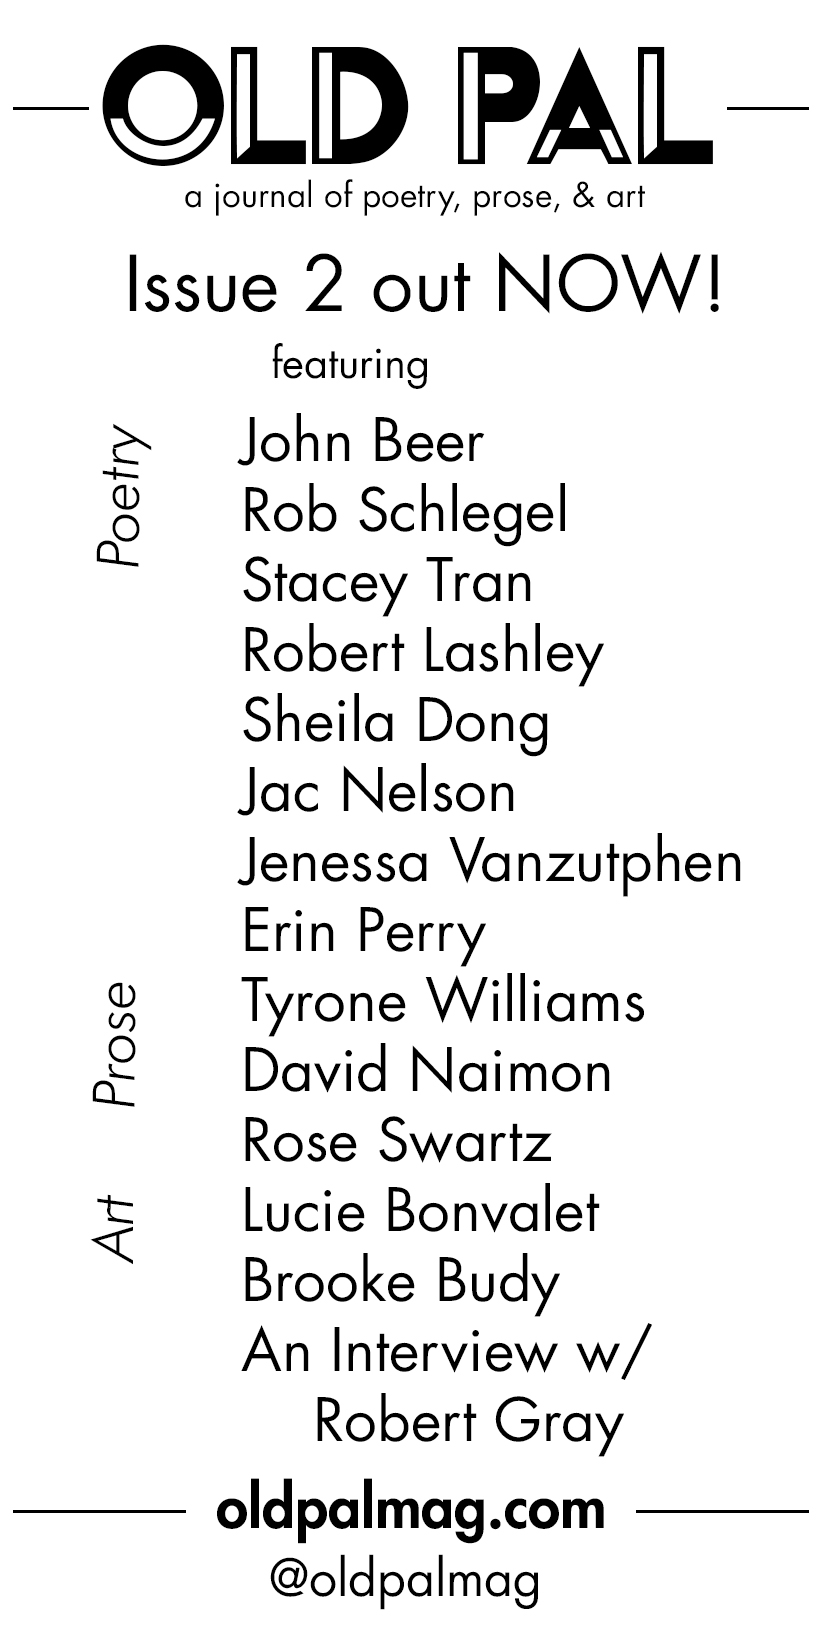 OLD PAL
a journal of poetry, prose, & art
Issue 2 out NOW!
featuring
Poetry
John Beer
Rob Schlegel
Stacey Tran
Robert Lashley
Sheila Dong
Jac Nelson
Jenessa Vanzutphen
Erin Perry
Prose
Tyrone Williams
David Naimon
Rose Swartz
Art
Lucie Bonvalet
Brooke Budy
An Interview w/
Robert Gray
oldpalmag.com
@oldpalmag